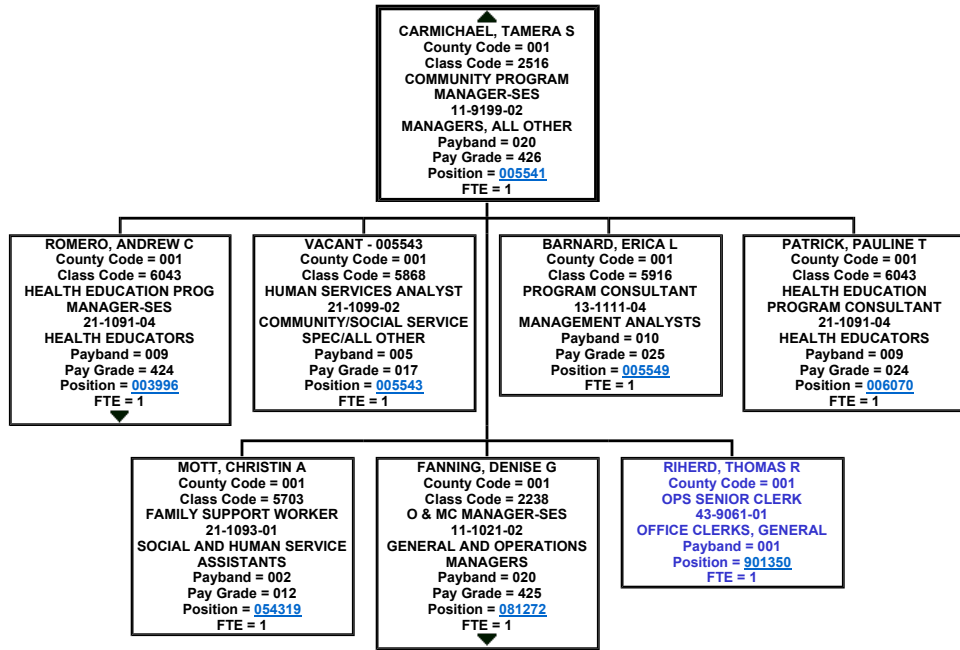 CARMICHAEL, TAMERA S
County Code = 001
Class Code = 2516
COMMUNITY PROGRAM
MANAGER-SES
11-9199-02
MANAGERS, ALL OTHER
Payband = 020
Pay Grade = 426
Position = 005541
FTE = 1
ROMERO, ANDREW C
County Code = 001
Class Code = 6043
HEALTH EDUCATION PROG
MANAGER-SES
21-1091-04
HEALTH EDUCATORS
Payband = 009
Pay Grade = 424
Position = 003996
FTE = 1
VACANT - 005543
County Code = 001
Class Code = 5868
HUMAN SERVICES ANALYST
21-1099-02
COMMUNITY/SOCIAL SERVICE
SPEC/ALL OTHER
Payband = 005
Pay Grade = 017
Position = 005543
FTE = 1
BARNARD, ERICA L
County Code = 001
Class Code = 5916
PROGRAM CONSULTANT
13-1111-04
MANAGEMENT ANALYSTS
Payband = 010
Pay Grade = 025
Position = 005549
FTE = 1
PATRICK, PAULINE T
County Code = 001
Class Code = 6043
HEALTH EDUCATION
PROGRAM CONSULTANT
21-1091-04
HEALTH EDUCATORS
Payband = 009
Pay Grade = 024
Position = 006070
FTE = 1
MOTT, CHRISTIN A
County Code = 001
Class Code = 5703
FAMILY SUPPORT WORKER
21-1093-01
SOCIAL AND HUMAN SERVICE
ASSISTANTS
Payband = 002
Pay Grade = 012
Position = 054319
FTE = 1
FANNING, DENISE G
County Code = 001
Class Code = 2238
O & MC MANAGER-SES
11-1021-02
GENERAL AND OPERATIONS
MANAGERS
Payband = 020
Pay Grade = 425
Position = 081272
FTE = 1
RIHERD, THOMAS R
County Code = 001
OPS SENIOR CLERK
43-9061-01
OFFICE CLERKS, GENERAL
Payband = 001
Position = 901350
FTE = 1